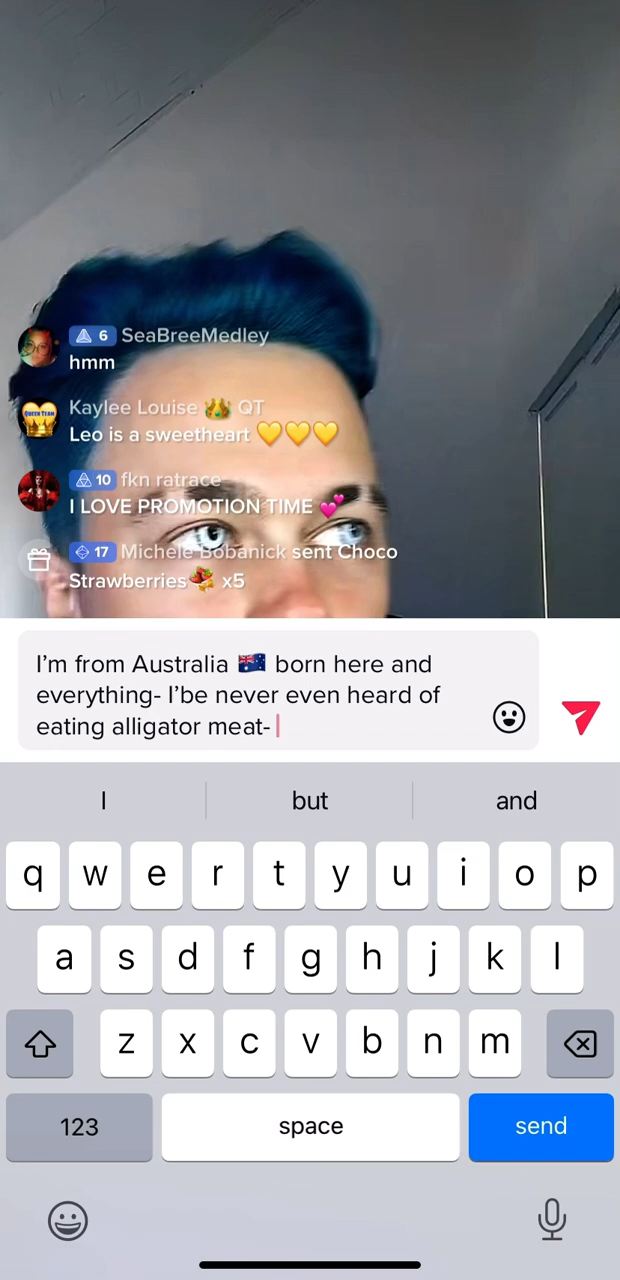 6 SeaBreeMedley
hmm
Kaylee Louise 👑 QT
Leo is a sweetheart 💛💛💛
10 fkn ratrace
I LOVE PROMOTION TIME 💕
17 Michele Bobanick sent Choco
Strawberries x5
QUEEN TEAM
I’m from Australia 🇦🇺 born here and
everything- I’be never even heard of
eating alligator meat-
I but and
q w e r t y u i o p
a s d f g h j k l
z x c v b n m
123 space send